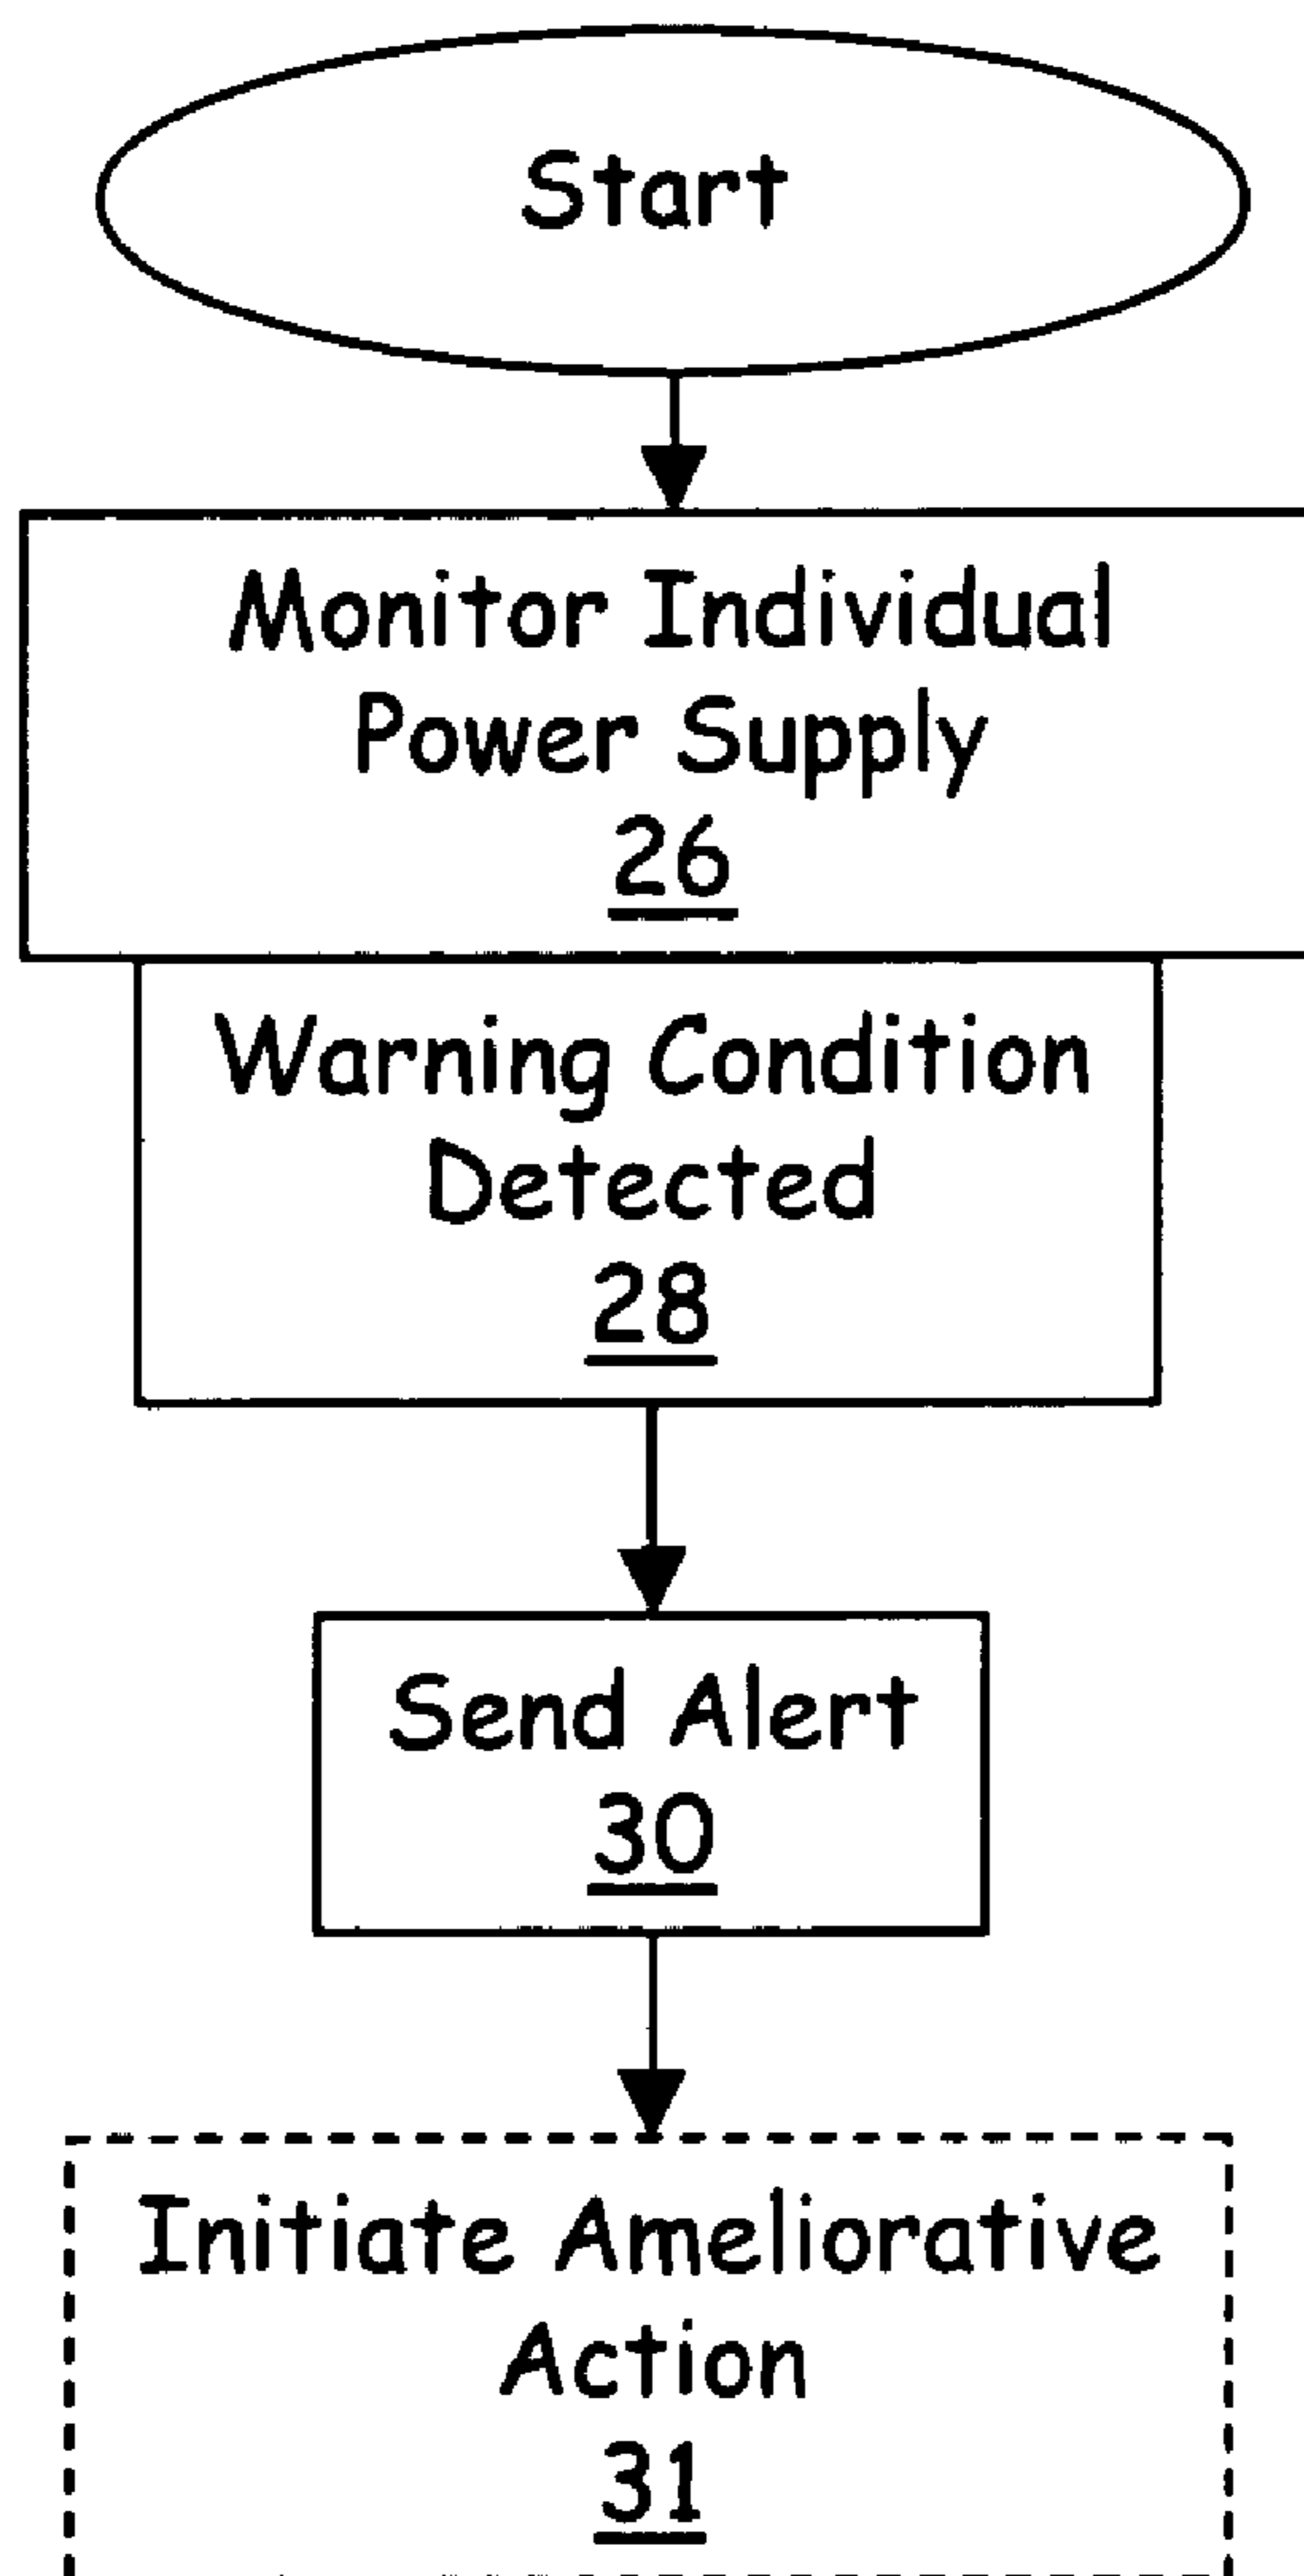 Start
Monitor Individual
Power Supply
26
Warning Condition
Detected
28
Send Alert
30
Initiate Ameliorative
Action
31